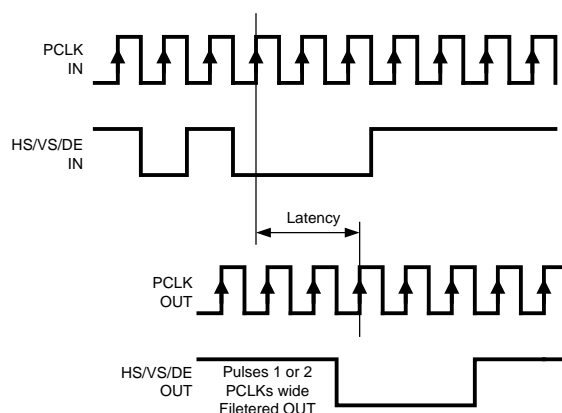 PCLK
IN
HS/VS/DE
IN
Latency
PCLK
OUT
HS/VS/DE
OUT
Pulses 1 or 2
PCLKs wide
Filetered OUT